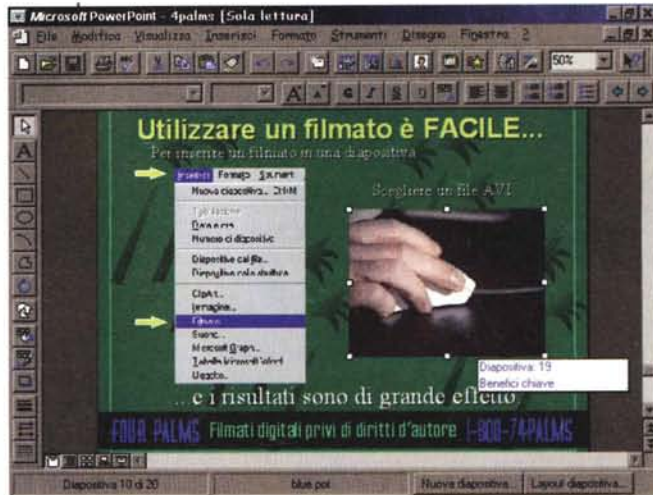 Microsoft PowerPoint - 4palms [Sola lettura]
File Modifica Visualizza Inserisci Formato Strumenti Disegno Finestra ?
50%
A A G S
Utilizzare un filmato è FACILE...
Per inserire un filmato in una diapositiva
Inserisci Formato Strumenti
Nuova diapositiva... Ctrl+M
Data e ora
Numero di diapositive
Diapositive dal file...
Diapositive solo struttura
ClipArt...
Immagine...
Filmato...
Suono...
Microsoft Graph...
Tabella Microsoft Word...
Oggetto...
Scegliere un file AVI
Diapositiva: 19
Benefici chiave
...e i risultati sono di grande effetto
FOUR PALMS Filmati digitali privi di diritti d'autore 1-800-74PALMS
Diapositiva 10 di 20
blue.pot
Nuova diapositiva...
Layout diapositiva...